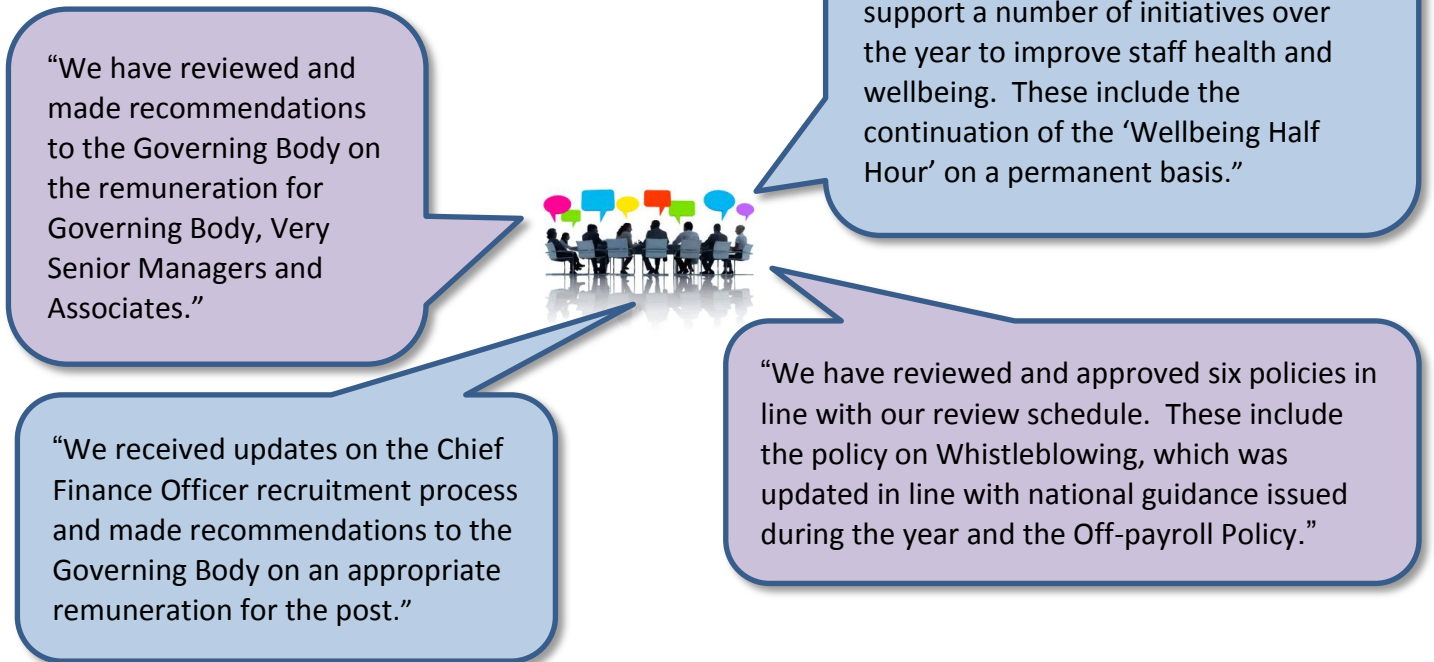 “We have reviewed and
made recommendations
to the Governing Body on
the remuneration for
Governing Body, Very
Senior Managers and
Associates.”
support a number of initiatives over
the year to improve staff health and
wellbeing.  These include the
continuation of the ‘Wellbeing Half
Hour’ on a permanent basis.”
“We received updates on the Chief
Finance Officer recruitment process
and made recommendations to the
Governing Body on an appropriate
remuneration for the post.”
“We have reviewed and approved six policies in
line with our review schedule.  These include
the policy on Whistleblowing, which was
updated in line with national guidance issued
during the year and the Off-payroll Policy.”